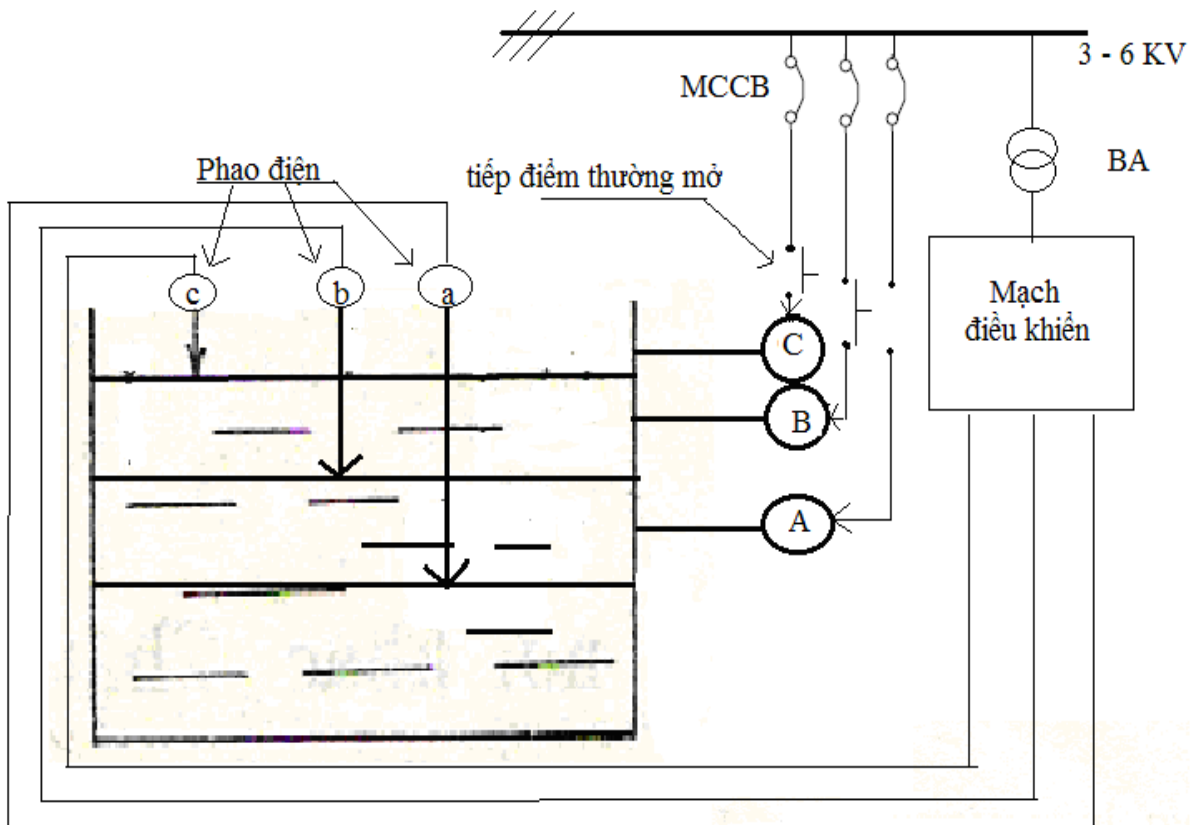 3 - 6 KV
MCCB
BA
Phao điện
tiếp điểm thường mở
c
b
a
Mạch
điều khiển
C
B
A